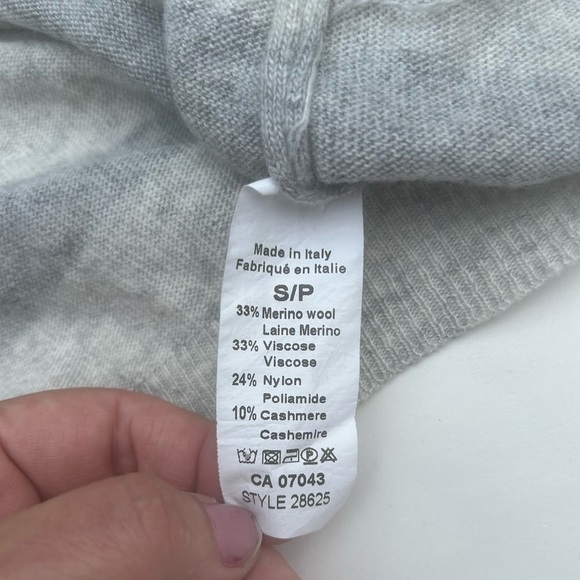 Made in Italy
Fabriqué en Italie
S/P
33% Merino wool
Laine Merino
33% Viscose
Viscose
24% Nylon
Poliamide
10% Cashmere
Cashemire
CA 07043
STYLE 28625